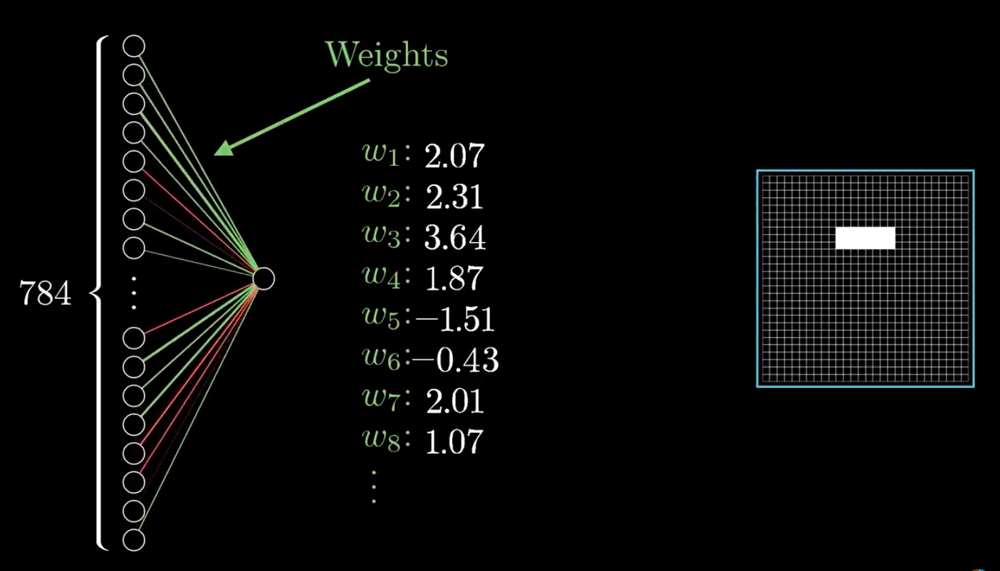 Weights
w₁: 2.07
w₂: 2.31
w₃: 3.64
w₄: 1.87
w₅: −1.51
w₆: −0.43
w₇: 2.01
w₈: 1.07
⋮
784